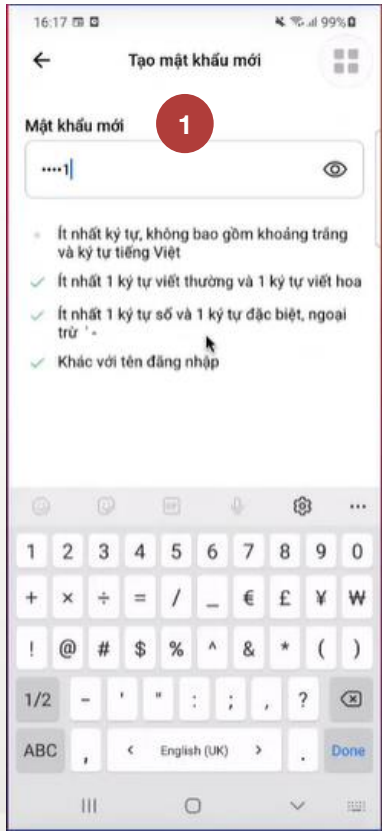 16:17 99%
Tạo mật khẩu mới
Mật khẩu mới
1
••••1
Ít nhất ký tự, không bao gồm khoảng trắng
và ký tự tiếng Việt
Ít nhất 1 ký tự viết thường và 1 ký tự viết hoa
Ít nhất 1 ký tự số và 1 ký tự đặc biệt, ngoại
trừ ' -
Khác với tên đăng nhập
GIF
1 2 3 4 5 6 7 8 9 0
+ × ÷ = / _ € £ ¥ ₩
! @ # $ % ^ & * ( )
1/2 - ' " : ; , ?
ABC , < English (UK) > . Done